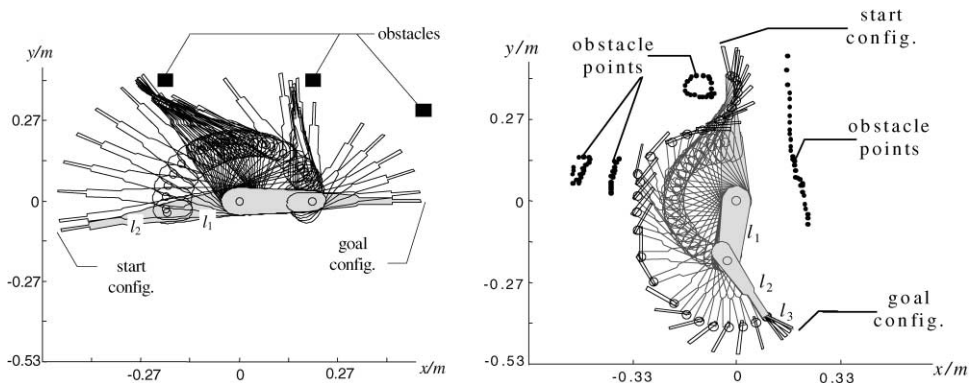 y/m
obstacles
0.27
0
-0.27
-0.53
-0.27
0
0.27
x/m
l₂
l₁
start
config.
goal
config.
y/m
start
config.
obstacle
points
0.27
0
-0.27
-0.53
-0.33
0
0.33
x/m
obstacle
points
l₁
l₂
l₃
goal
config.